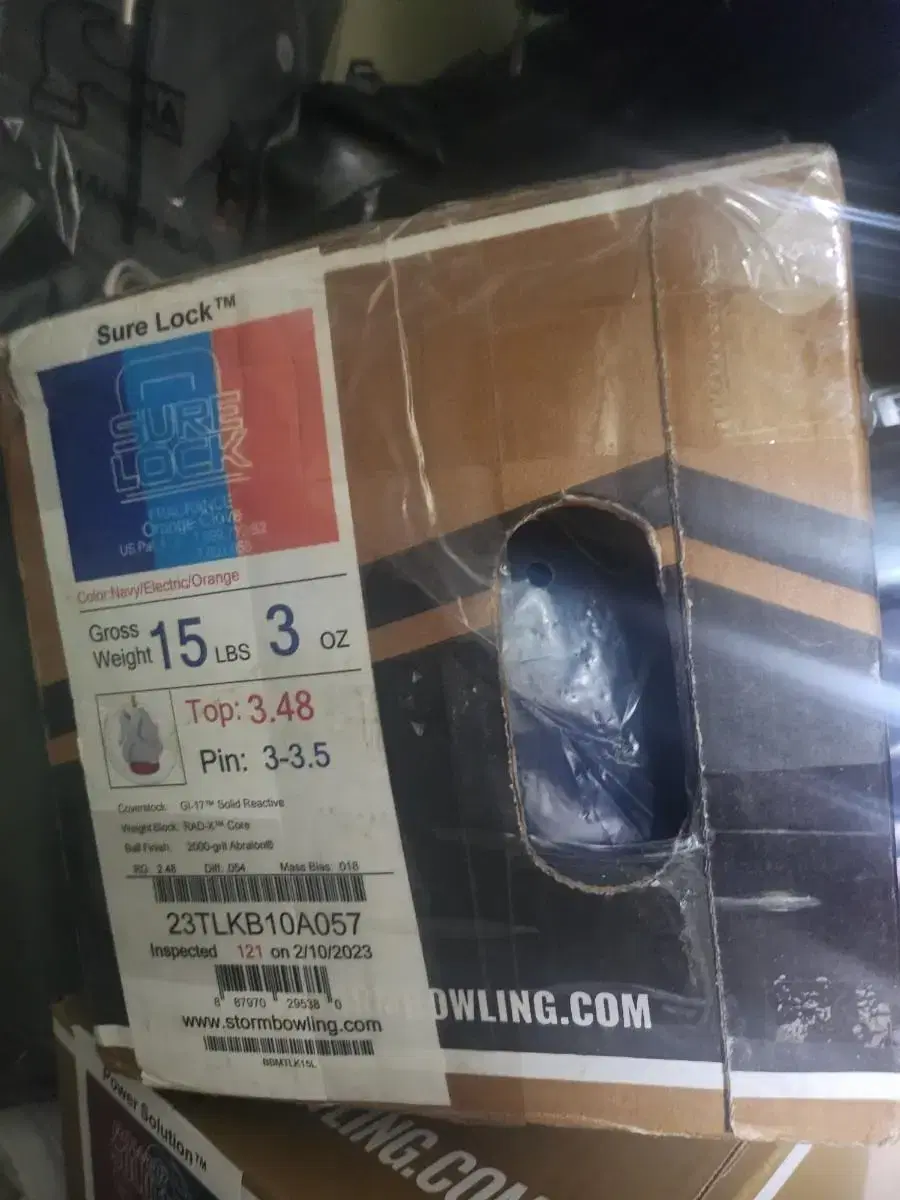 Sure Lock™
SURE
LOCK
FRAGRANCE
Orange Clove
Color:Navy/Electric/Orange
Gross
Weight 15 LBS 3 OZ
Top: 3.48
Pin: 3-3.5
Coverstock: GI-17™ Solid Reactive
Weight Block: RAD-X™ Core
Ball Finish: 2000-grit Abralon®
RG: 2.48 Diff: .054 Mass Bias: .018
23TLKB10A057
Inspected 121 on 2/10/2023
8 87970 29538 0
www.stormbowling.com
BBMTLK15L
OWLING.COM
Power Solution™
LING.COM